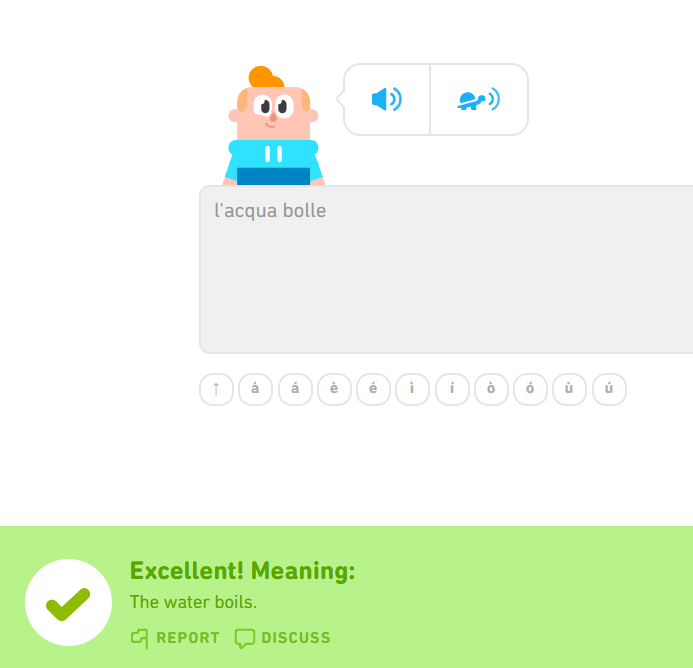 l'acqua bolle
↑ à á è é ì í ò ó ù ú
Excellent! Meaning:
The water boils.
REPORT DISCUSS